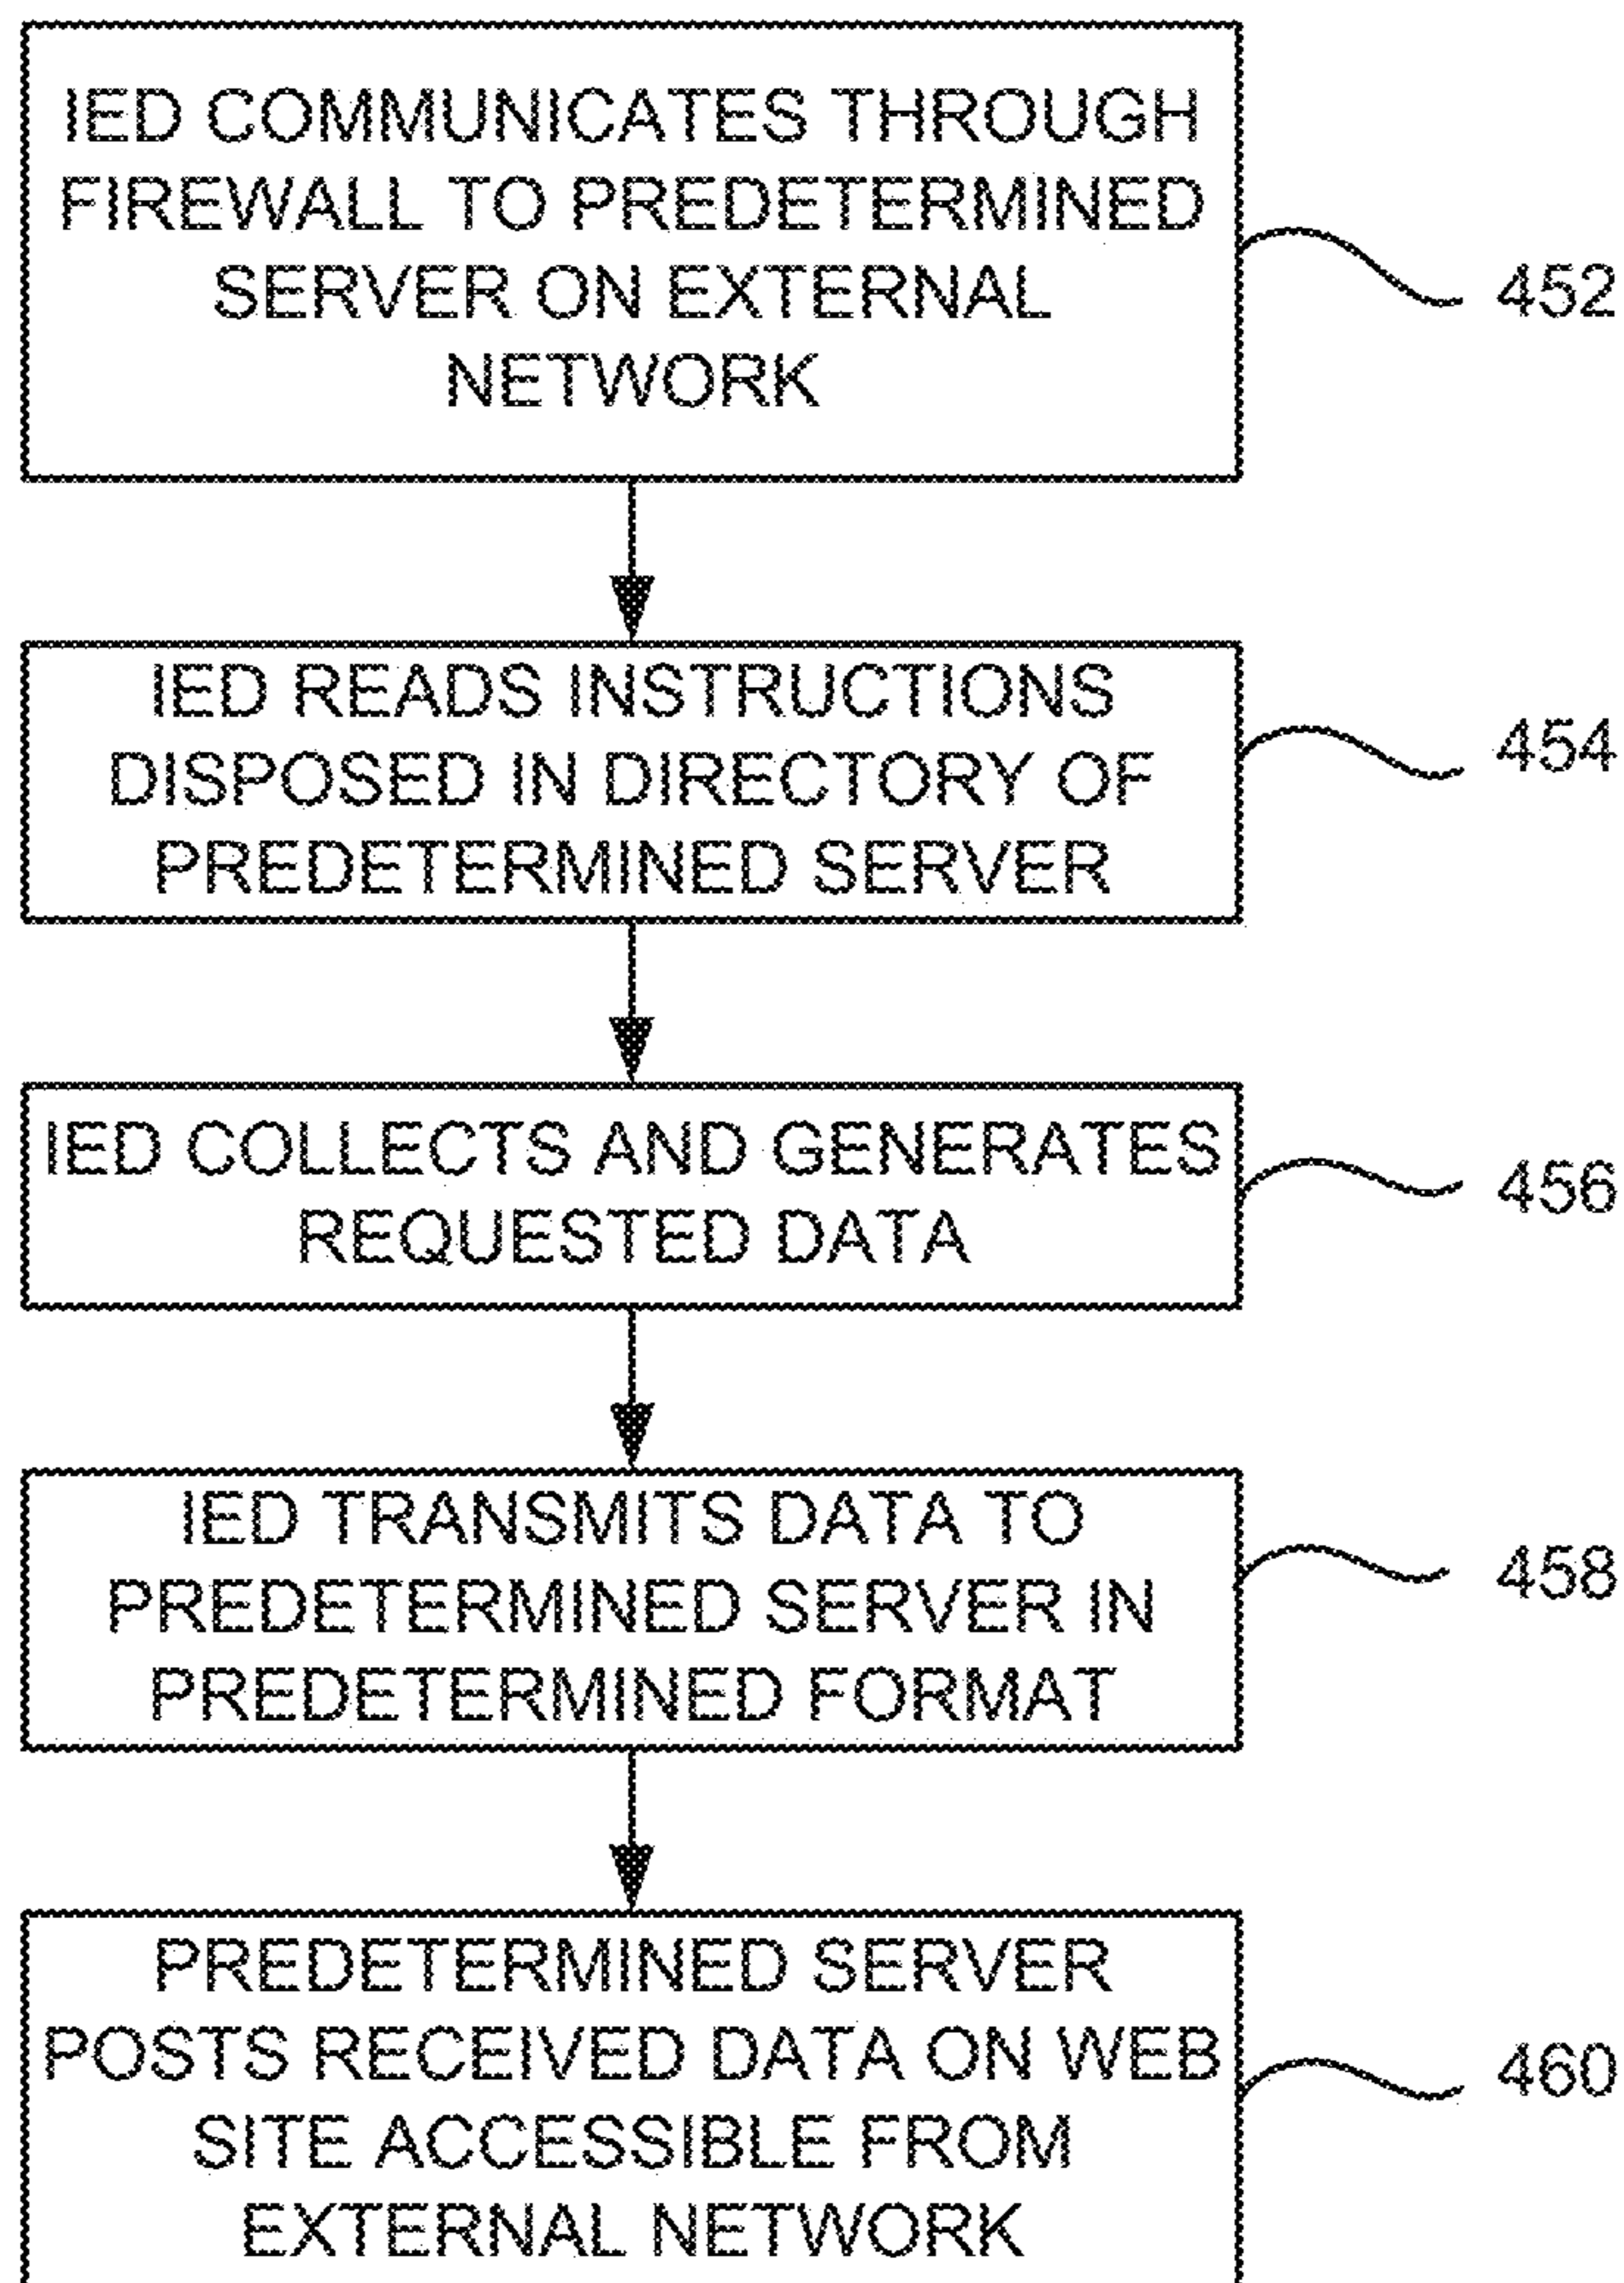 IED COMMUNICATES THROUGH
FIREWALL TO PREDETERMINED
SERVER ON EXTERNAL
NETWORK
452
IED READS INSTRUCTIONS
DISPOSED IN DIRECTORY OF
PREDETERMINED SERVER
454
IED COLLECTS AND GENERATES
REQUESTED DATA
456
IED TRANSMITS DATA TO
PREDETERMINED SERVER IN
PREDETERMINED FORMAT
458
PREDETERMINED SERVER
POSTS RECEIVED DATA ON WEB
SITE ACCESSIBLE FROM
EXTERNAL NETWORK
460